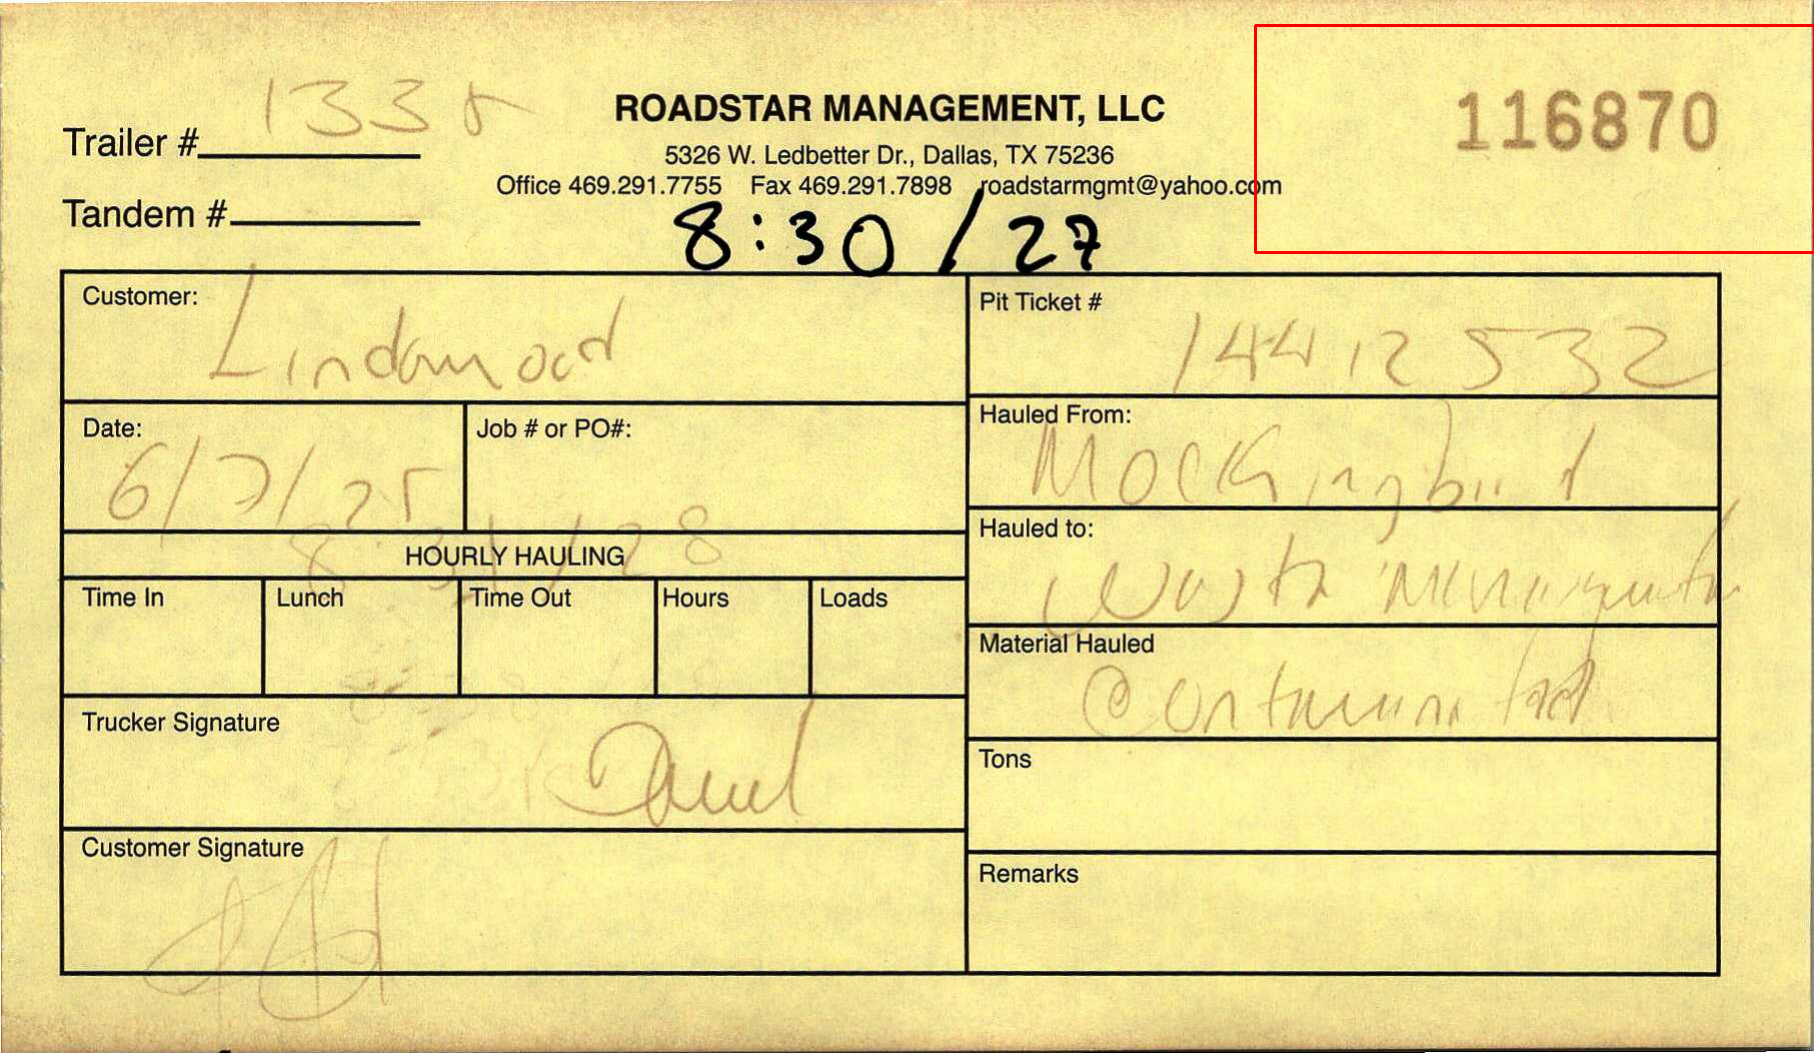 Trailer # 1338
ROADSTAR MANAGEMENT, LLC
116870
5326 W. Ledbetter Dr., Dallas, TX 75236
Office 469.291.7755 Fax 469.291.7898 roadstarmgmt@yahoo.com
Tandem #
8:30 / 27
Customer: Lindamood
Pit Ticket # 14412532
Date: 6/7/25
Job # or PO#:
Hauled From: Mockingbird
8:31 / 28
HOURLY HAULING
Hauled to: Waste
Time In Lunch Time Out Hours Loads
Material Hauled
Trucker Signature
Tons
Customer Signature
Remarks